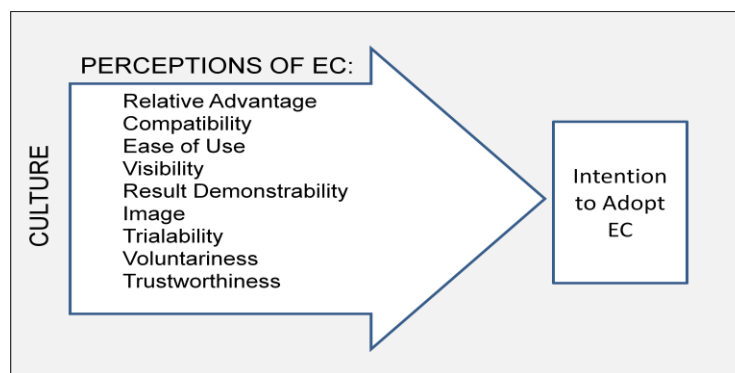 PERCEPTIONS OF EC:
Relative Advantage
Compatibility
Ease of Use
Visibility
Result Demonstrability
Image
Trialability
Voluntariness
Trustworthiness
CULTURE
Intention
to Adopt
EC